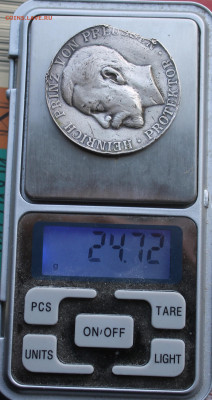 HEINRICH · PRINZ VON PREUSSEN · PROTEKTOR
24.72
PCS
TARE
ON/OFF
UNITS
LIGHT